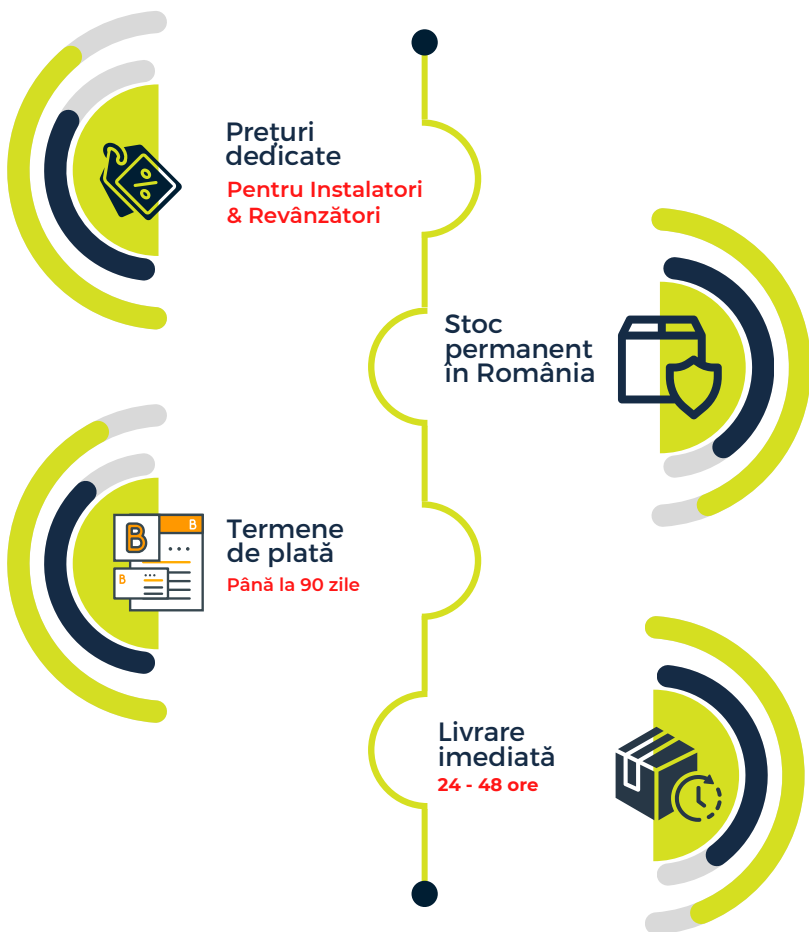 Prețuri
dedicate
Pentru Instalatori
& Revânzători
Stoc
permanent
în România
B
B
B
Termene
de plată
Până la 90 zile
Livrare
imediată
24 - 48 ore